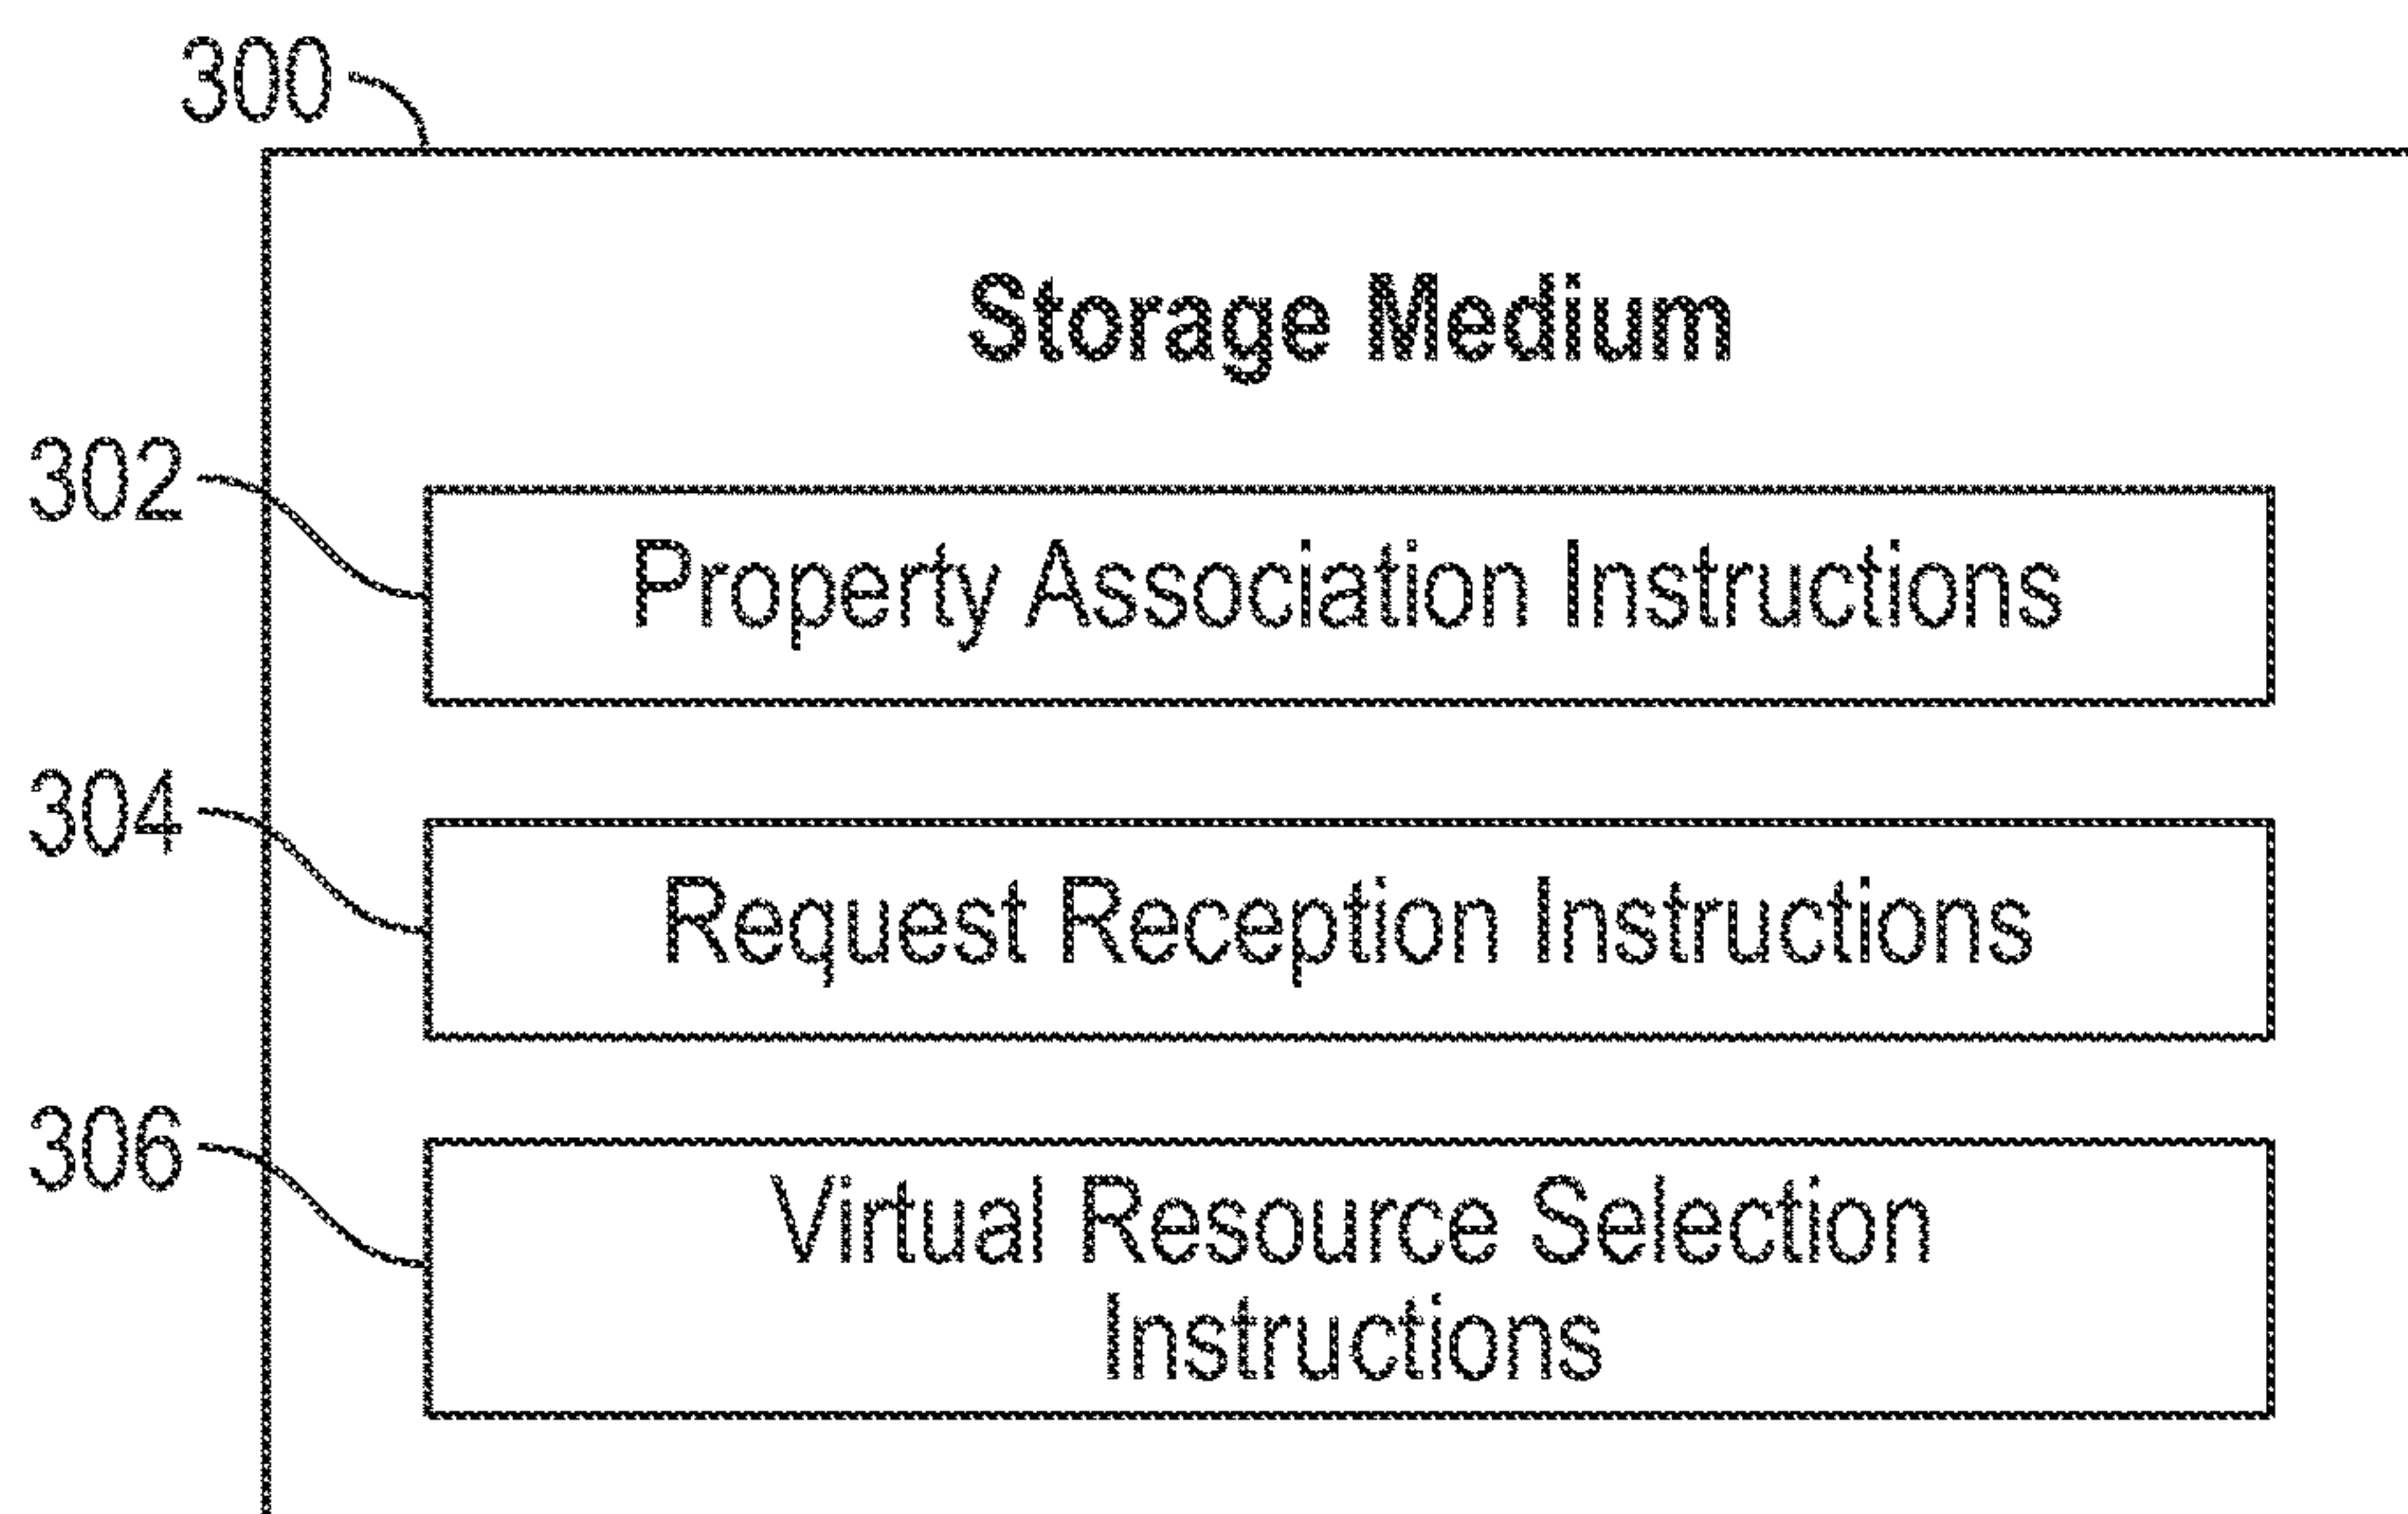 300
Storage Medium
302
Property Association Instructions
304
Request Reception Instructions
306
Virtual Resource Selection
Instructions